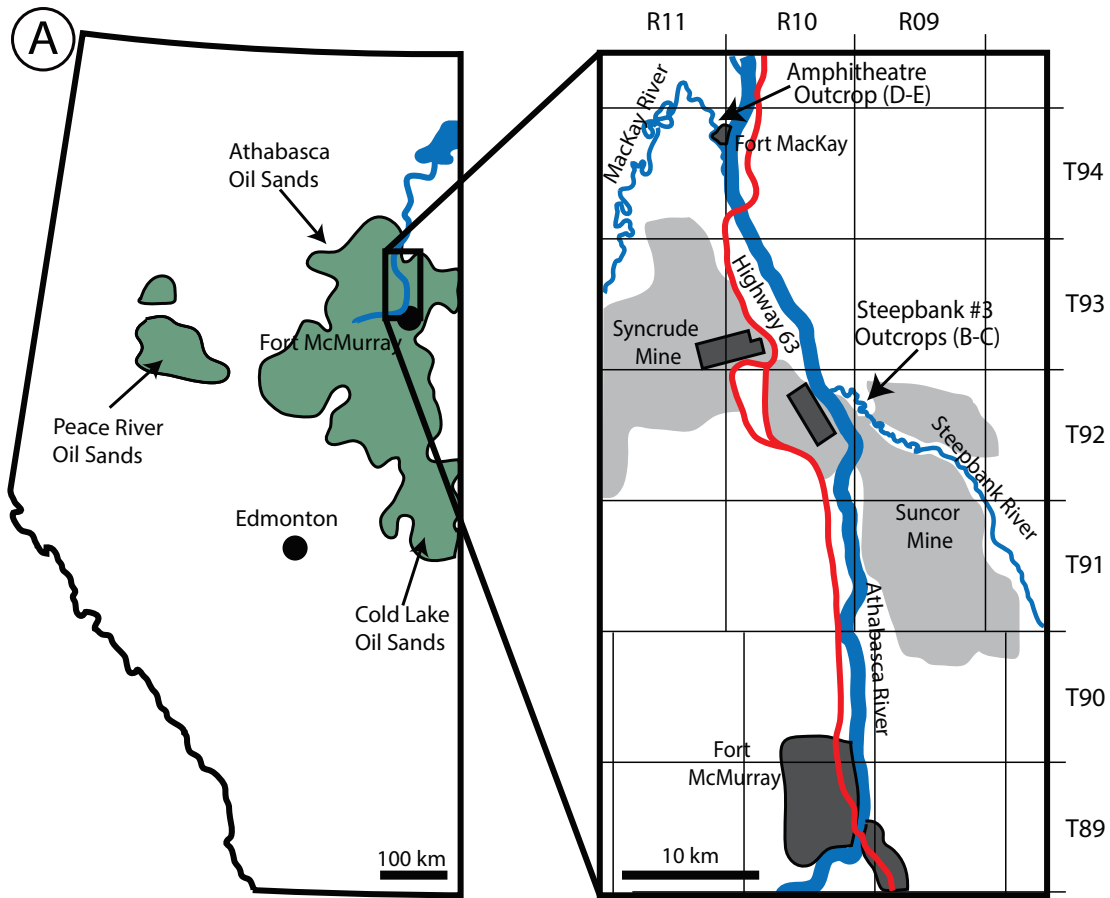 A
Athabasca
Oil Sands
Fort McMurray
Peace River
Oil Sands
Edmonton
Cold Lake
Oil Sands
100 km
R11
R10
R09
MacKay River
Amphitheatre
Outcrop (D-E)
Fort MacKay
T94
Highway 63
T93
Syncrude
Mine
Steepbank #3
Outcrops (B-C)
T92
Steepbank River
Suncor
Mine
T91
Athabasca River
T90
Fort
McMurray
T89
10 km